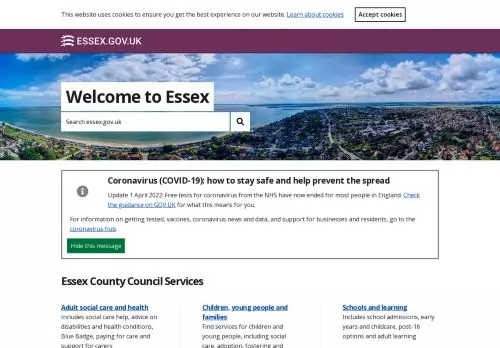 This website uses cookies to ensure you get the best experience on our website. Learn about cookies
Accept cookies
ESSEX.GOV.UK
Welcome to Essex
Search essex.gov.uk
Coronavirus (COVID-19): how to stay safe and help prevent the spread
Update 1 April 2022: Free tests for coronavirus from the NHS have now ended for most people in England. Check
the guidance on GOV.UK for what this means for you.
For information on getting tested, vaccines, coronavirus news and data, and support for businesses and residents, go to the
coronavirus hub.
Hide this message
Essex County Council Services
Adult social care and health
Includes social care help, advice on
disabilities and health conditions,
Blue Badge, paying for care and
support for carers
Children, young people and
families
Find services for children and
young people, including social
care, adoption, fostering and
Schools and learning
Includes school admissions, early
years and childcare, post-16
options and adult learning